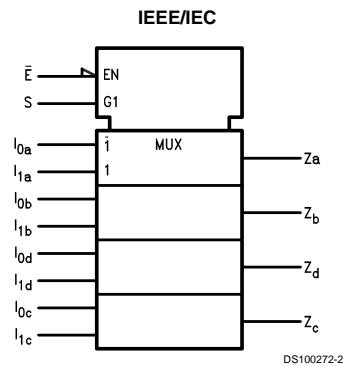 IEEE/IEC
E̅ EN
S G1
I0a 1̅ MUX Za
I1a 1
I0b Zb
I1b
I0d Zd
I1d
I0c Zc
I1c
DS100272-2